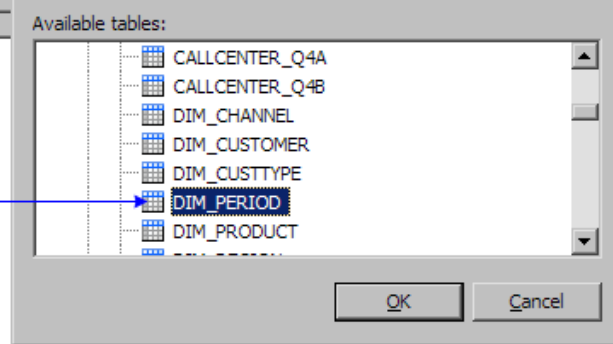 Available tables:
CALLCENTER_Q4A
CALLCENTER_Q4B
DIM_CHANNEL
DIM_CUSTOMER
DIM_CUSTTYPE
DIM_PERIOD
DIM_PRODUCT
OK Cancel